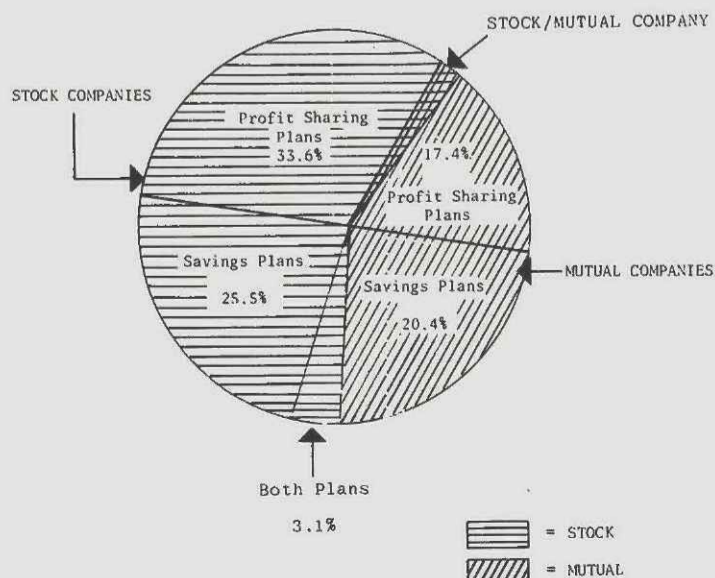 STOCK/MUTUAL COMPANY
STOCK COMPANIES
Profit Sharing
Plans
33.6%
17.4%
Profit Sharing
Plans
Savings Plans
25.5%
Savings Plans
20.4%
MUTUAL COMPANIES
Both Plans
3.1%
= STOCK
= MUTUAL